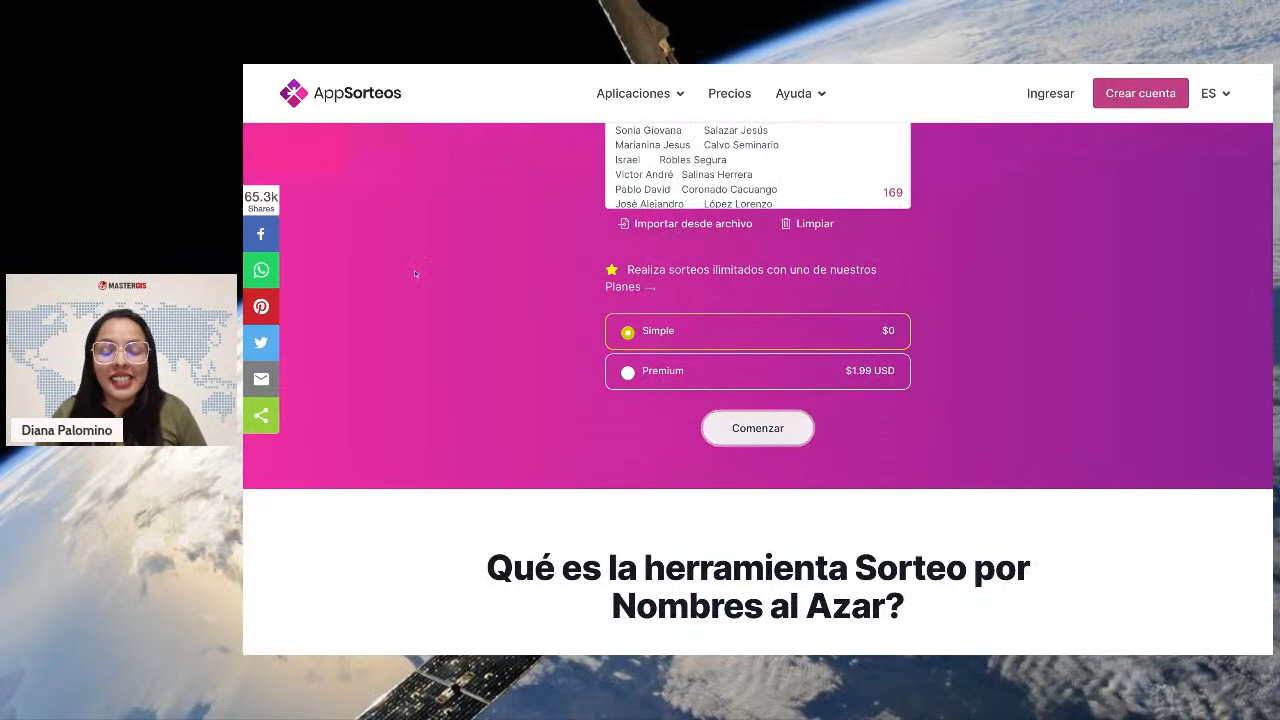 AppSorteos
Aplicaciones
Precios
Ayuda
Ingresar
Crear cuenta
ES
Sonia Giovana Salazar Jesús
Marianina Jesus Calvo Seminario
Israel Robles Segura
Victor André Salinas Herrera
Pablo David Coronado Cacuango
José Alejandro López Lorenzo
169
Importar desde archivo
Limpiar
65.3k
Shares
Realiza sorteos ilimitados con uno de nuestros
Planes →
Simple $0
Premium $1.99 USD
Comenzar
MASTERGIS
Diana Palomino
Qué es la herramienta Sorteo por
Nombres al Azar?